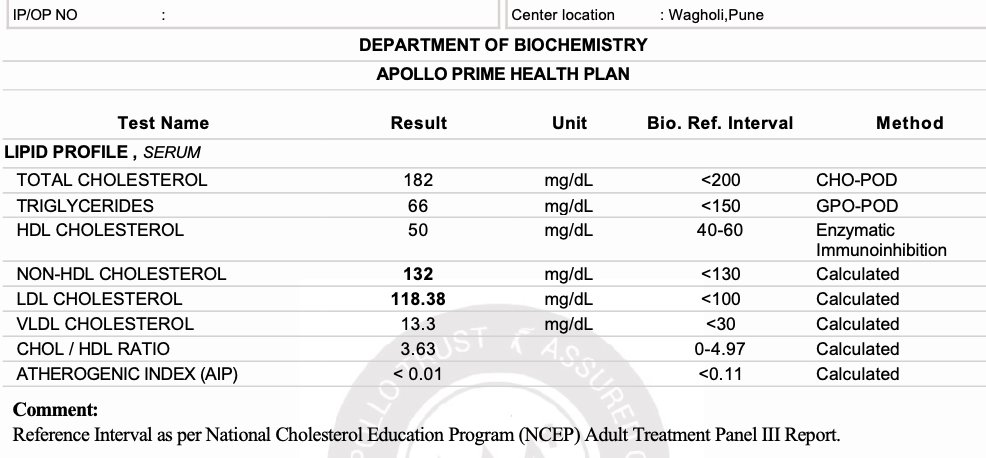 IP/OP NO : Center location : Wagholi,Pune
DEPARTMENT OF BIOCHEMISTRY
APOLLO PRIME HEALTH PLAN
Test Name Result Unit Bio. Ref. Interval Method
LIPID PROFILE , SERUM
TOTAL CHOLESTEROL 182 mg/dL <200 CHO-POD
TRIGLYCERIDES 66 mg/dL <150 GPO-POD
HDL CHOLESTEROL 50 mg/dL 40-60 Enzymatic
Immunoinhibition
NON-HDL CHOLESTEROL 132 mg/dL <130 Calculated
LDL CHOLESTEROL 118.38 mg/dL <100 Calculated
VLDL CHOLESTEROL 13.3 mg/dL <30 Calculated
CHOL / HDL RATIO 3.63 0-4.97 Calculated
ATHEROGENIC INDEX (AIP) < 0.01 <0.11 Calculated
Comment:
Reference Interval as per National Cholesterol Education Program (NCEP) Adult Treatment Panel III Report.
TRUST
ASSURED